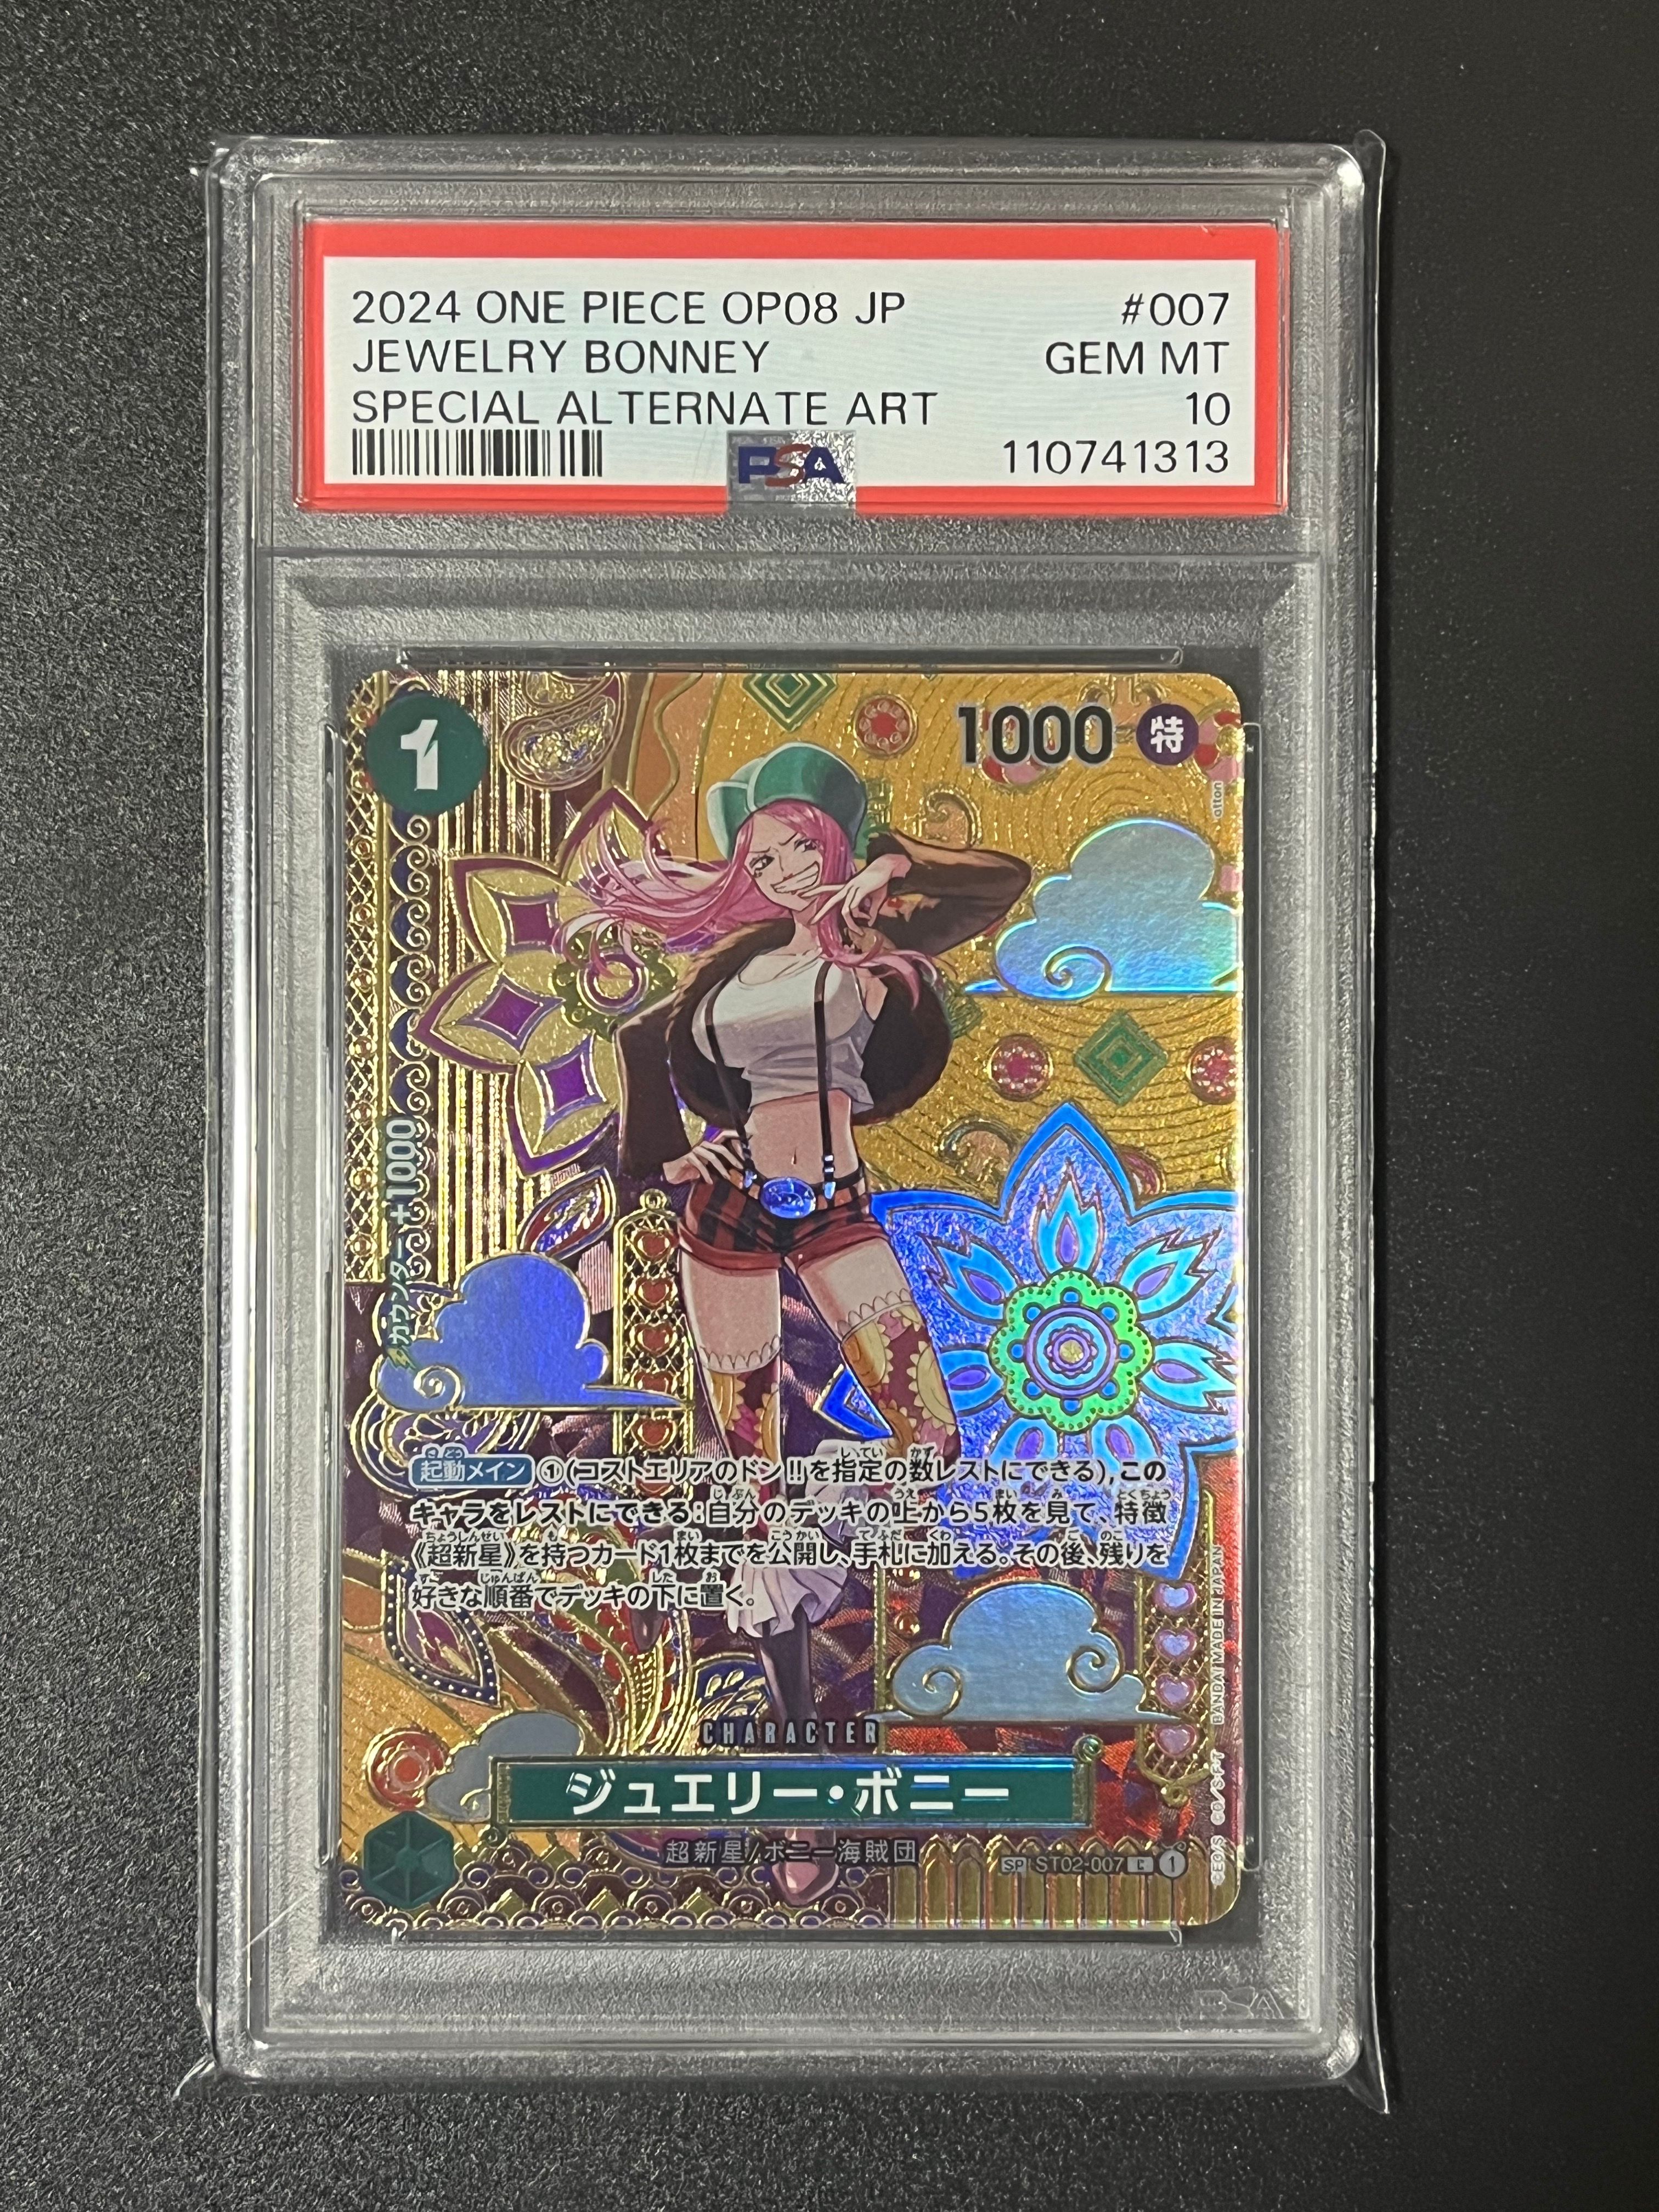 2024 ONE PIECE OP08 JP #007
JEWELRY BONNEY GEM MT
SPECIAL ALTERNATE ART 10
PSA 110741313
1 1000 特
otton
カウンター+1000
起動メイン ①(コストエリアのドン!!を指定の数レストにできる),この
キャラをレストにできる:自分のデッキの上から5枚を見て、特徴
《超新星》を持つカード1枚までを公開し、手札に加える。その後、残りを
好きな順番でデッキの下に置く。
CHARACTER
ジュエリー・ボニー
超新星/ボニー海賊団
SP ST02-007 C 1
©EO/S ©O/S・F・T BANDAI MADE IN JAPAN
PSA